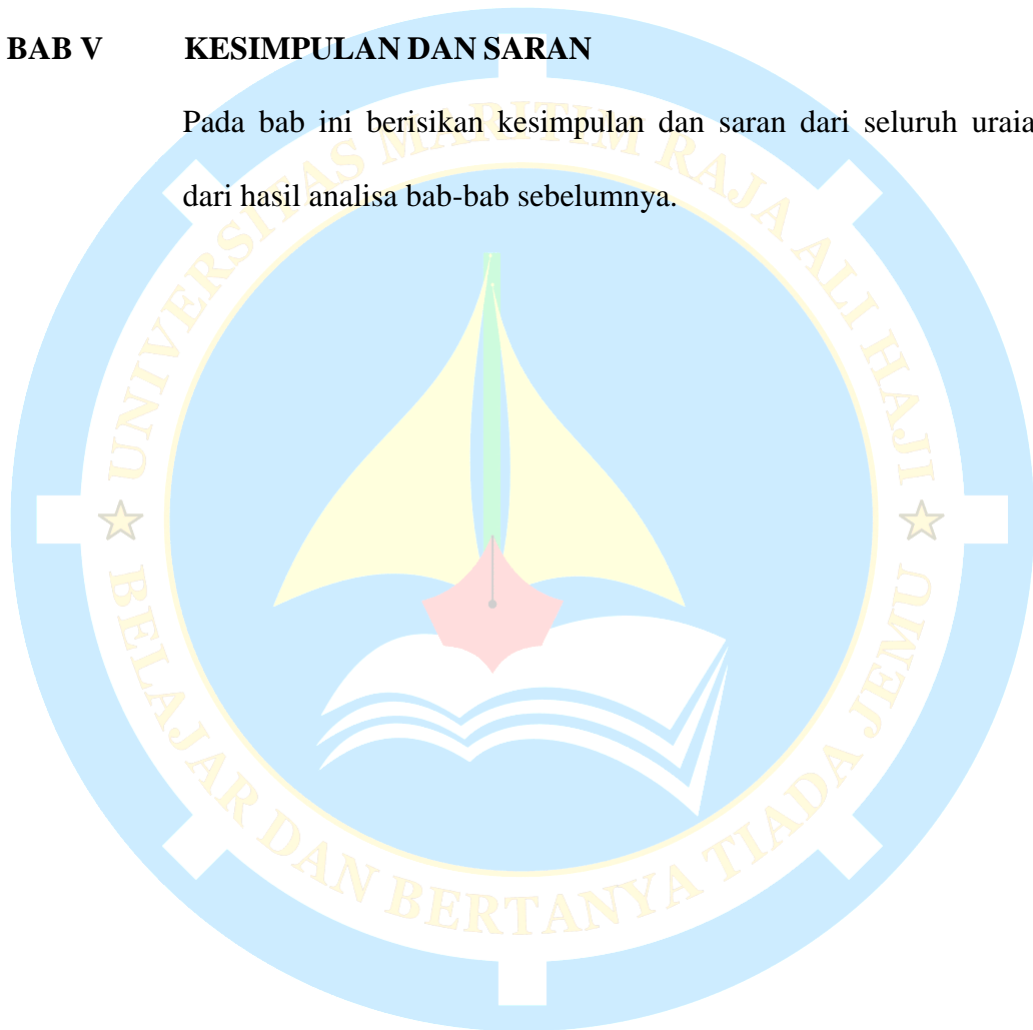 BAB V KESIMPULAN DAN SARAN
Pada bab ini berisikan kesimpulan dan saran dari seluruh uraia
dari hasil analisa bab-bab sebelumnya.
UNIVERSITAS MARITIM RAJA ALI HAJI
BELAJAR DAN BERTANYA TIADA JEMU